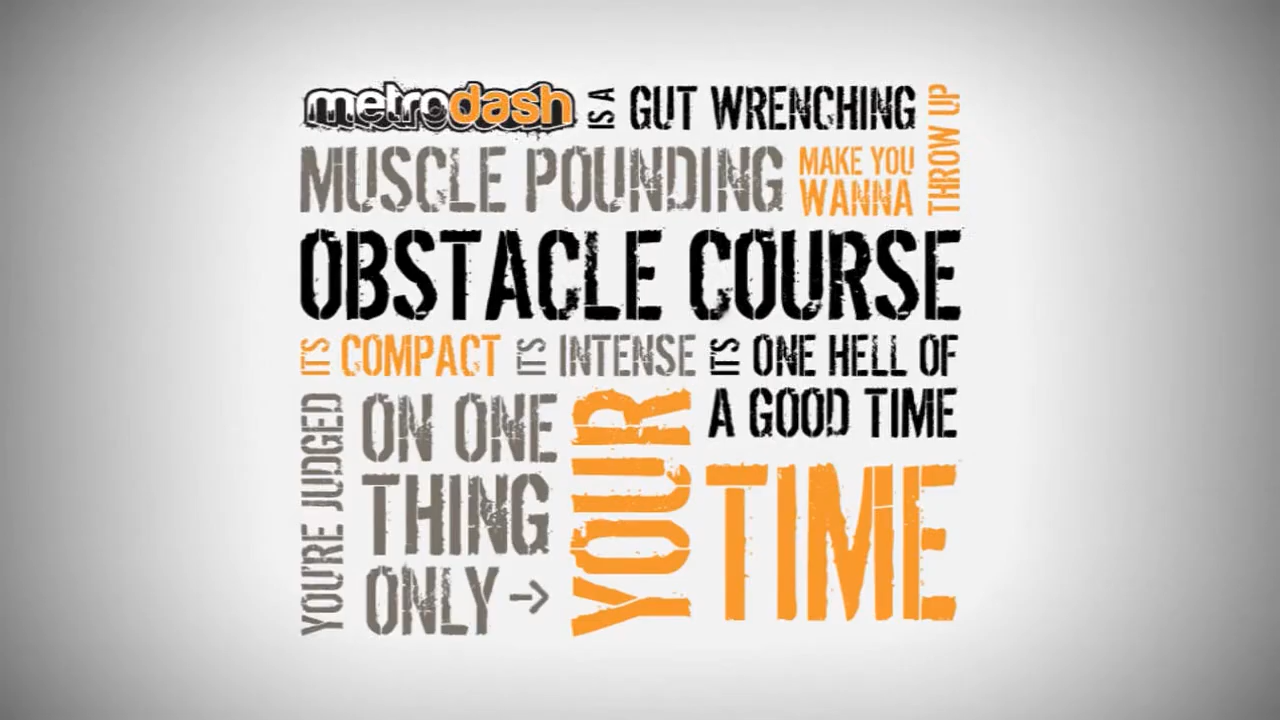 metrodash IS A GUT WRENCHING
MUSCLE POUNDING MAKE YOU WANNA THROW UP
OBSTACLE COURSE
ITS COMPACT ITS INTENSE ITS ONE HELL OF
A GOOD TIME
YOU'RE JUDGED
ON ONE
THING
ONLY →
YOUR
TIME